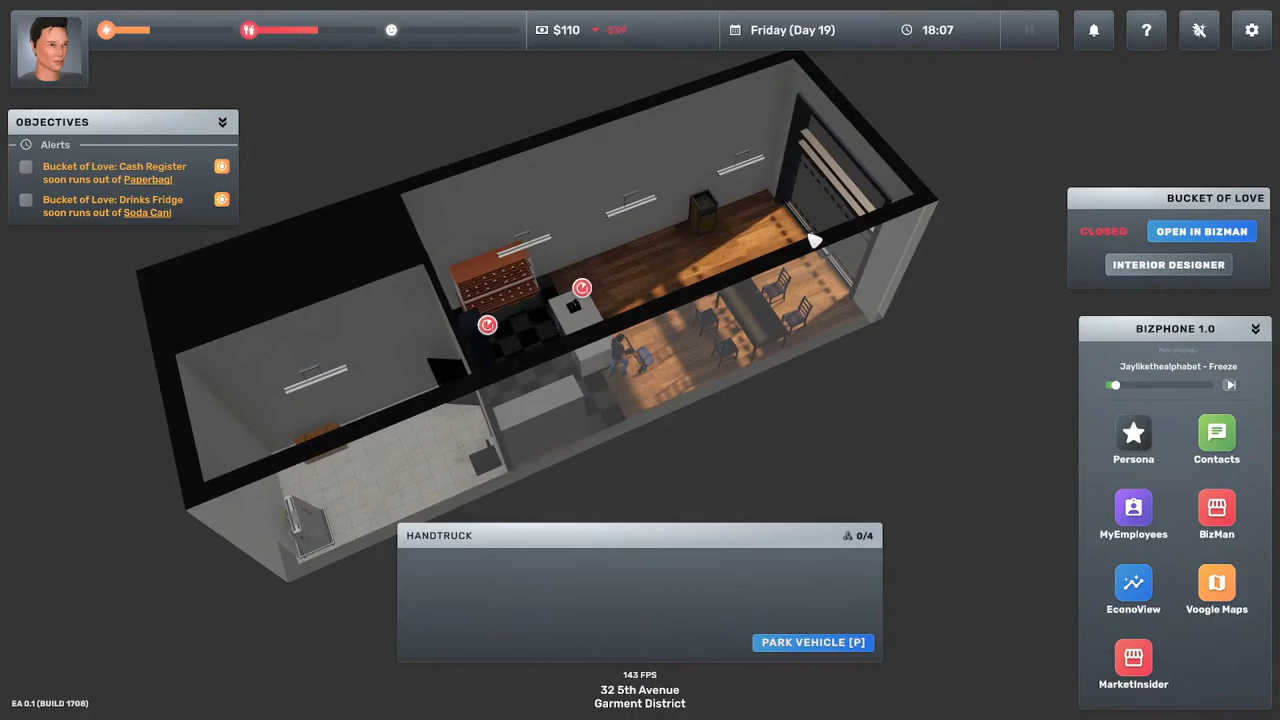 $110
-$39
Friday (Day 19)
18:07
?
OBJECTIVES
Alerts
Bucket of Love: Cash Register
soon runs out of Paperbag!
Bucket of Love: Drinks Fridge
soon runs out of Soda Can!
BUCKET OF LOVE
CLOSED
OPEN IN BIZMAN
INTERIOR DESIGNER
BIZPHONE 1.0
Now playing...
Jaylikethealphabet - Freeze
Persona
Contacts
MyEmployees
BizMan
EconoView
Voogle Maps
MarketInsider
HANDTRUCK
0/4
PARK VEHICLE [P]
143 FPS
32 5th Avenue
Garment District
EA 0.1 (BUILD 1708)